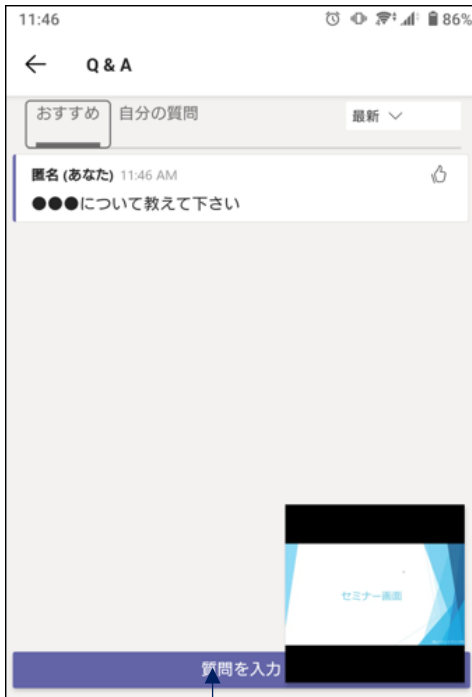 11:46 86%
Q & A
おすすめ 自分の質問 最新
匿名 (あなた) 11:46 AM
●●●について教えて下さい
セミナー画面
質問を入力